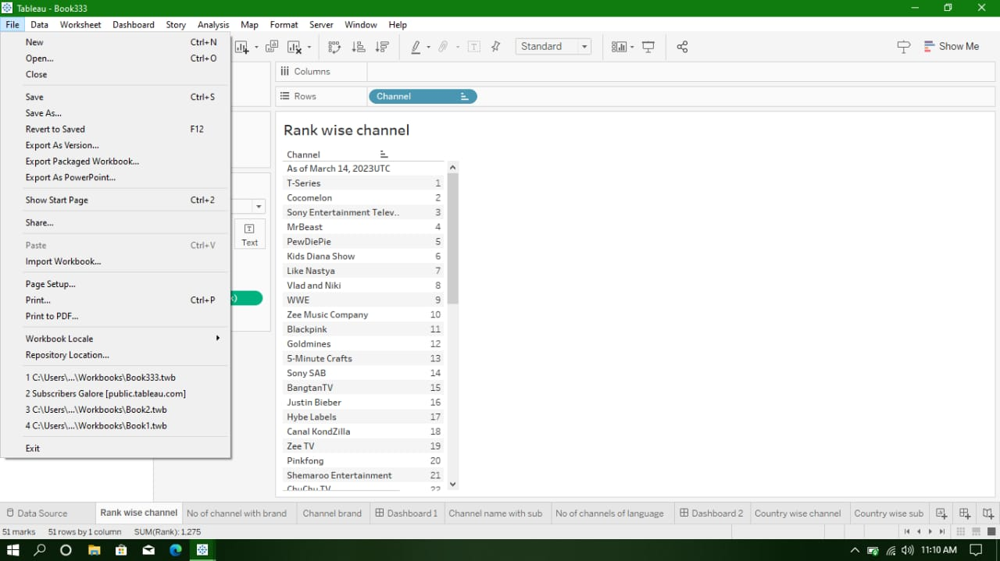 Tableau - Book333
File Data Worksheet Dashboard Story Analysis Map Format Server Window Help
New Ctrl+N
Open... Ctrl+O
Close
Save Ctrl+S
Save As...
Revert to Saved F12
Export As Version...
Export Packaged Workbook...
Export As PowerPoint...
Show Start Page Ctrl+2
Share...
Paste Ctrl+V
Import Workbook...
Page Setup...
Print... Ctrl+P
Print to PDF...
Workbook Locale
Repository Location...
1 C:\Users\...\Workbooks\Book333.twb
2 Subscribers Galore [public.tableau.com]
3 C:\Users\...\Workbooks\Book2.twb
4 C:\Users\...\Workbooks\Book1.twb
Exit
Standard
Show Me
Columns
Rows Channel
Text
Rank wise channel
Channel
As of March 14, 2023UTC
T-Series 1
Cocomelon 2
Sony Entertainment Telev.. 3
MrBeast 4
PewDiePie 5
Kids Diana Show 6
Like Nastya 7
Vlad and Niki 8
WWE 9
Zee Music Company 10
Blackpink 11
Goldmines 12
5-Minute Crafts 13
Sony SAB 14
BangtanTV 15
Justin Bieber 16
Hybe Labels 17
Canal KondZilla 18
Zee TV 19
Pinkfong 20
Shemaroo Entertainment 21
ChuChu TV 22
Data Source Rank wise channel No of channel with brand Channel brand Dashboard 1 Channel name with sub No of channels of language Dashboard 2 Country wise channel Country wise sub
51 marks 51 rows by 1 column SUM(Rank): 1,275
11:10 AM